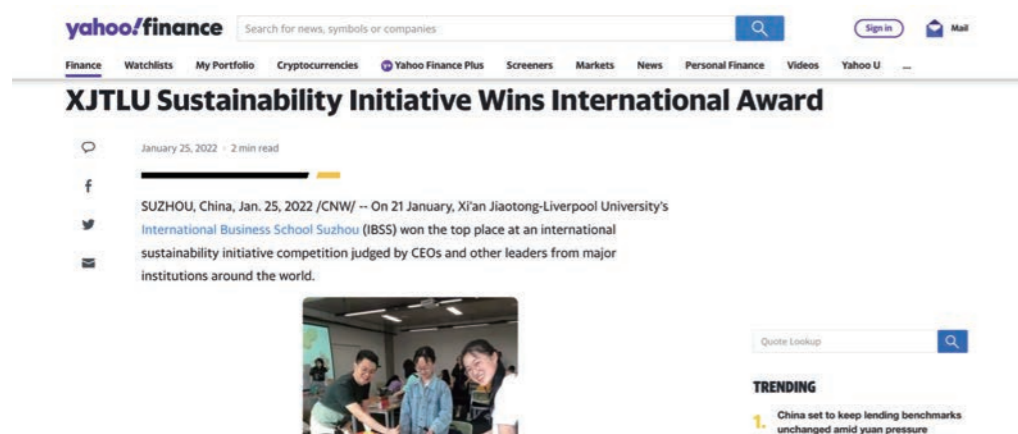 yahoo!finance
Search for news, symbols or companies
Sign in
Mail
Finance Watchlists My Portfolio Cryptocurrencies Yahoo Finance Plus Screeners Markets News Personal Finance Videos Yahoo U ...
XJTLU Sustainability Initiative Wins International Award
January 25, 2022 · 2 min read
SUZHOU, China, Jan. 25, 2022 /CNW/ -- On 21 January, Xi'an Jiaotong-Liverpool University's
International Business School Suzhou (IBSS) won the top place at an international
sustainability initiative competition judged by CEOs and other leaders from major
institutions around the world.
Quote Lookup
TRENDING
1. China set to keep lending benchmarks
unchanged amid yuan pressure